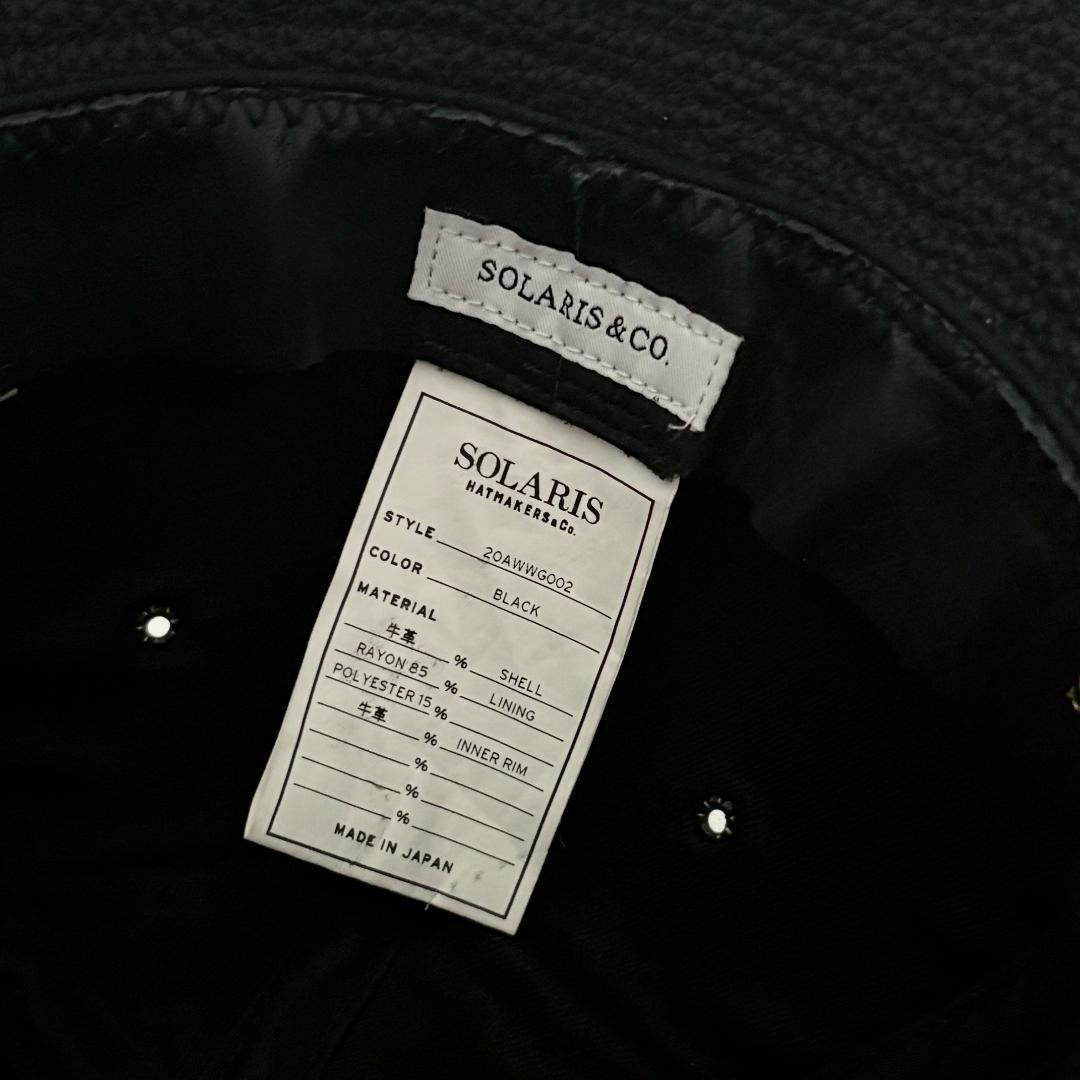 SOLARIS&CO.
SOLARIS
HATMAKERS&Co.
STYLE 20AWWG002
COLOR BLACK
MATERIAL
牛革 % SHELL
RAYON 85 % LINING
POLYESTER 15 %
牛革 % INNER RIM
%
%
%
MADE IN JAPAN